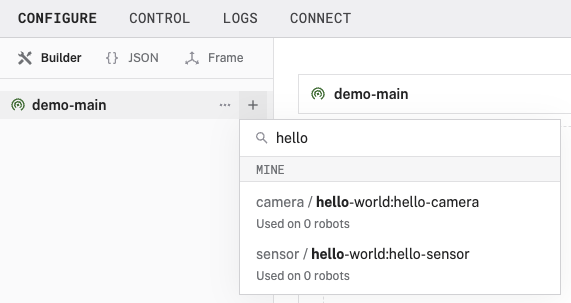 CONFIGURE CONTROL LOGS CONNECT
Builder {} JSON Frame
demo-main ··· +
demo-main
hello
MINE
camera / hello-world:hello-camera
Used on 0 robots
sensor / hello-world:hello-sensor
Used on 0 robots